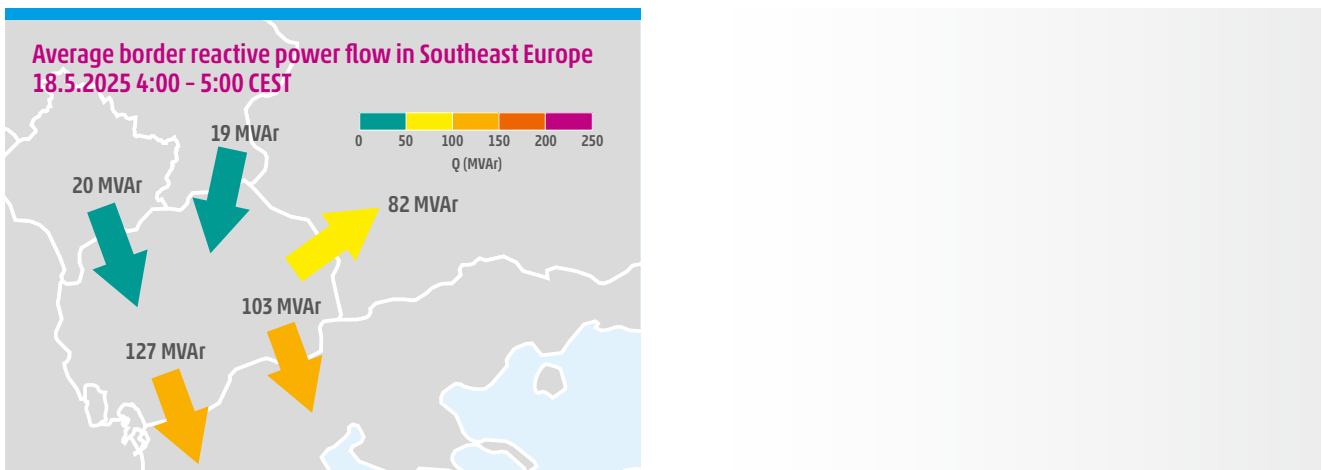 Average border reactive power flow in Southeast Europe
18.5.2025 4:00 – 5:00 CEST
19 MVAr
0 50 100 150 200 250
Q (MVAr)
20 MVAr
82 MVAr
103 MVAr
127 MVAr